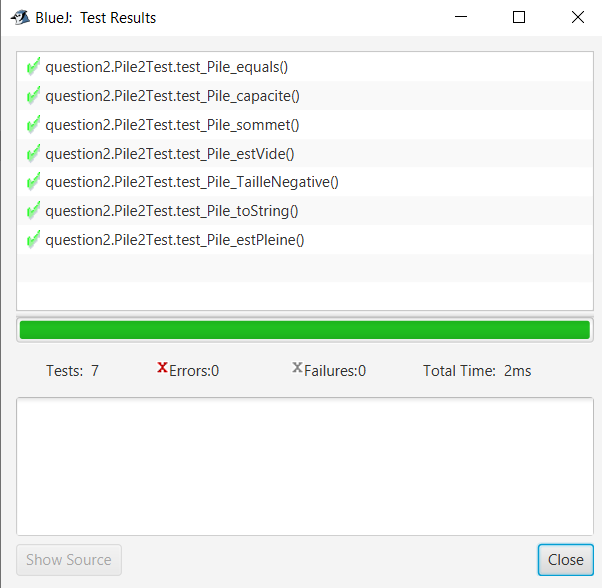 BlueJ: Test Results
question2.Pile2Test.test_Pile_equals()
question2.Pile2Test.test_Pile_capacite()
question2.Pile2Test.test_Pile_sommet()
question2.Pile2Test.test_Pile_estVide()
question2.Pile2Test.test_Pile_TailleNegative()
question2.Pile2Test.test_Pile_toString()
question2.Pile2Test.test_Pile_estPleine()
Tests: 7 X Errors:0 X Failures:0 Total Time: 2ms
Show Source Close